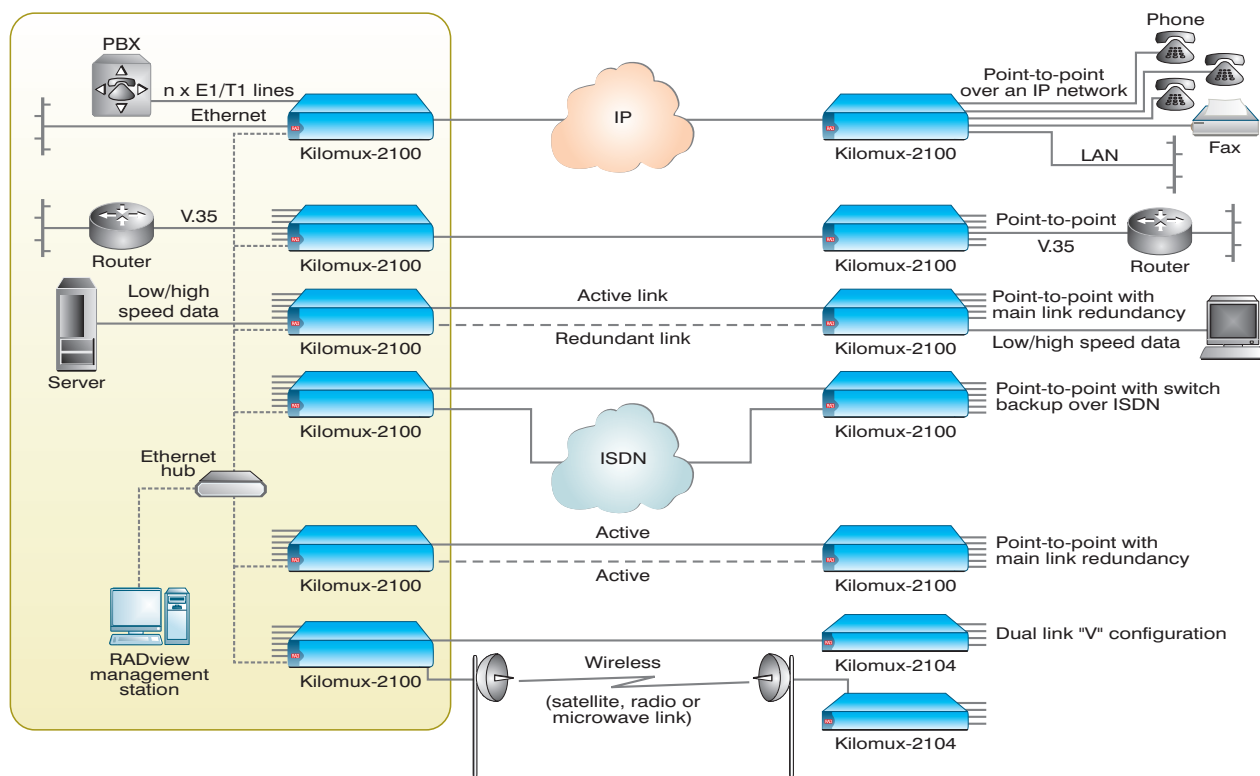 PBX
n x E1/T1 lines
Ethernet
Kilomux-2100
IP
Kilomux-2100
Point-to-point
over an IP network
Phone
Fax
LAN
Router
V.35
Kilomux-2100
Kilomux-2100
Point-to-point
V.35
Router
Server
Low/high
speed data
Kilomux-2100
Active link
Redundant link
Kilomux-2100
Point-to-point with
main link redundancy
Low/high speed data
Kilomux-2100
ISDN
Kilomux-2100
Point-to-point with switch
backup over ISDN
Ethernet
hub
Kilomux-2100
Active
Active
Kilomux-2100
Point-to-point with
main link redundancy
RADview
management
station
Kilomux-2100
Wireless
(satellite, radio or
microwave link)
Kilomux-2104
Dual link "V" configuration
Kilomux-2104